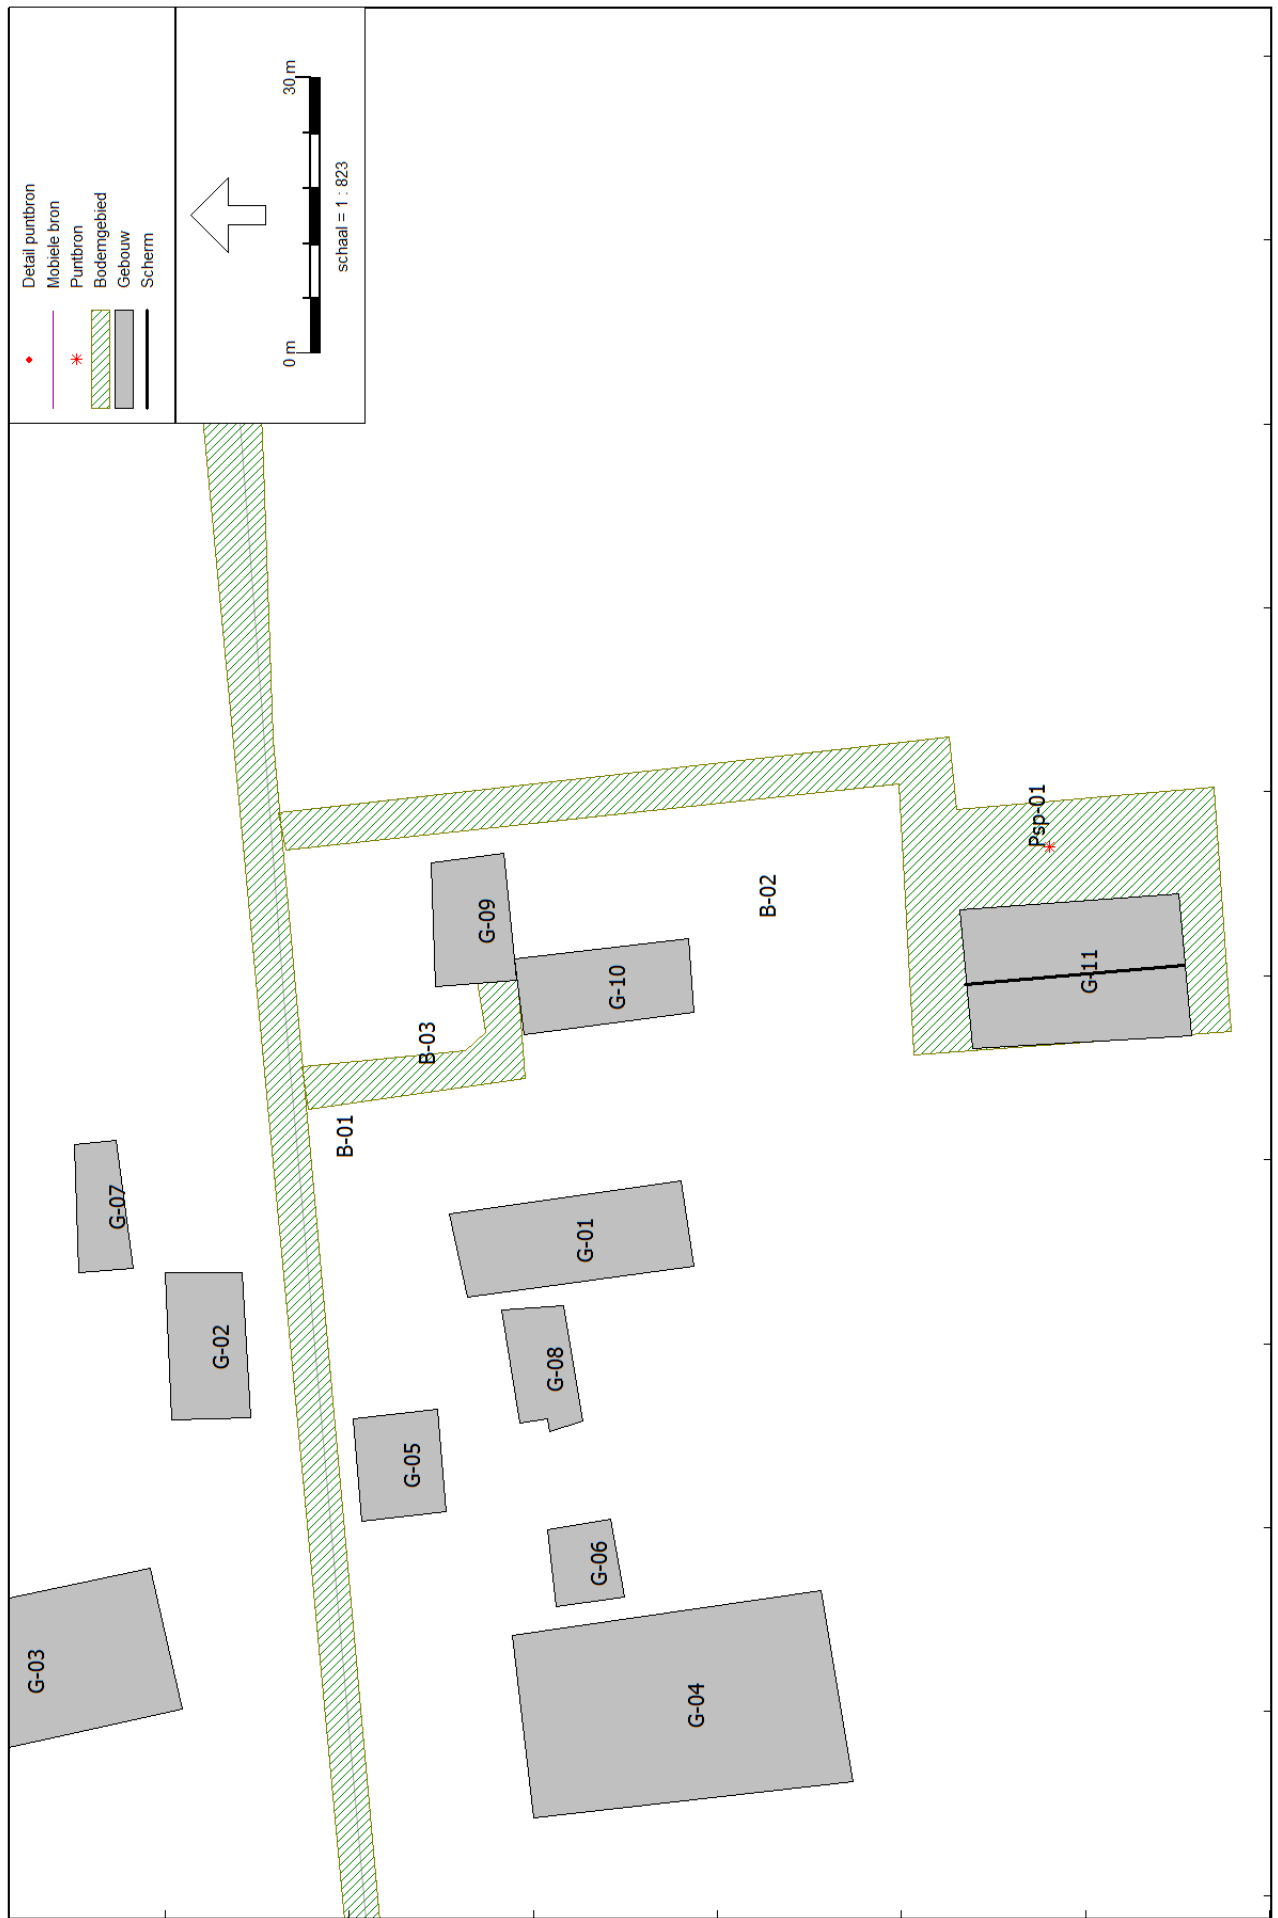 Detail puntbron
Mobiele bron
Puntbron
Bodemgebied
Gebouw
Scherm
0 m
30 m
schaal = 1 : 823
G-03
G-07
G-02
B-01
G-05
B-03
G-09
G-08
G-01
G-06
G-10
G-04
B-02
Psp-01
G-11